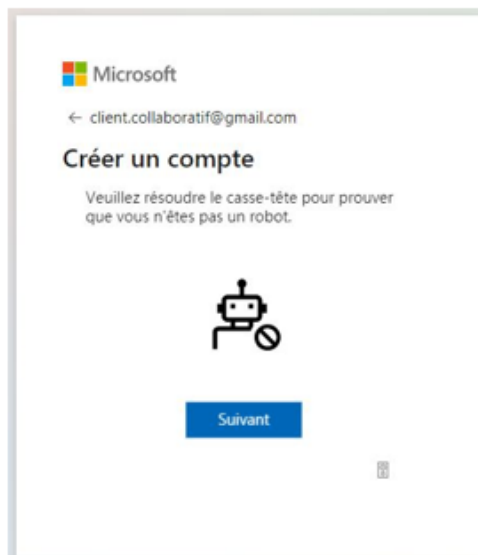 Microsoft
← client.collaboratif@gmail.com
Créer un compte
Veuillez résoudre le casse-tête pour prouver
que vous n'êtes pas un robot.
Suivant